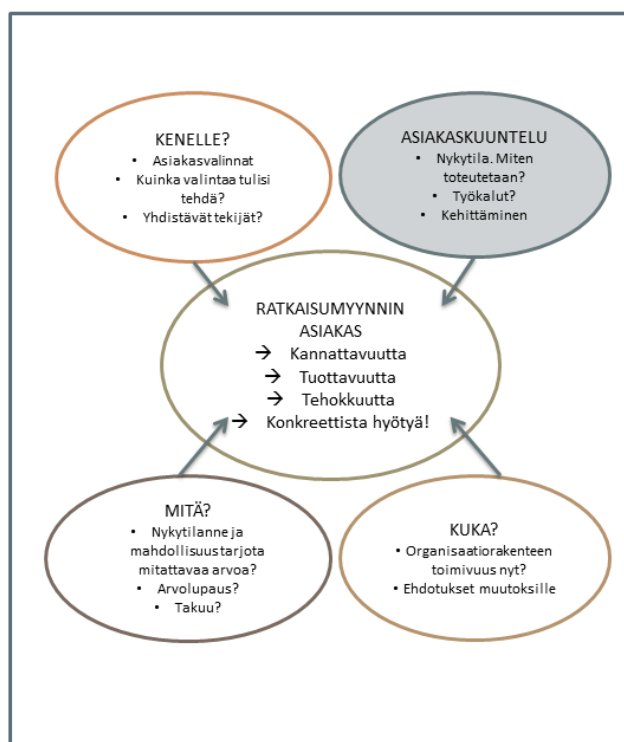 KENELLE?
• Asiakasvalinnat
• Kuinka valintaa tulisi
tehdä?
• Yhdistävät tekijät?
ASIAKASKUUNTELU
• Nykytila. Miten
toteutetaan?
• Työkalut?
• Kehittäminen
RATKAISUMYYNNIN
ASIAKAS
→ Kannattavuutta
→ Tuottavuutta
→ Tehokkuutta
→ Konkreettista hyötyä!
MITÄ?
• Nykytilanne ja
mahdollisuus tarjota
mitattavaa arvoa?
• Arvolupaus?
• Takuu?
KUKA?
• Organisaatiorakenteen
toimivuus nyt?
• Ehdotukset muutoksille